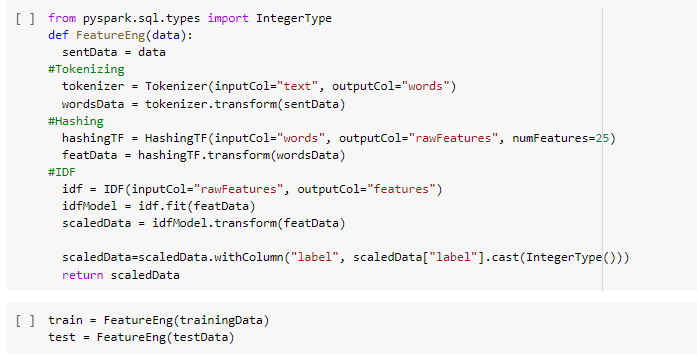 [ ] from pyspark.sql.types import IntegerType
def FeatureEng(data):
  sentData = data
#Tokenizing
  tokenizer = Tokenizer(inputCol="text", outputCol="words")
  wordsData = tokenizer.transform(sentData)
#Hashing
  hashingTF = HashingTF(inputCol="words", outputCol="rawFeatures", numFeatures=25)
  featData = hashingTF.transform(wordsData)
#IDF
  idf = IDF(inputCol="rawFeatures", outputCol="features")
  idfModel = idf.fit(featData)
  scaledData = idfModel.transform(featData)
  scaledData=scaledData.withColumn("label", scaledData["label"].cast(IntegerType()))
  return scaledData
[ ] train = FeatureEng(trainingData)
test = FeatureEng(testData)